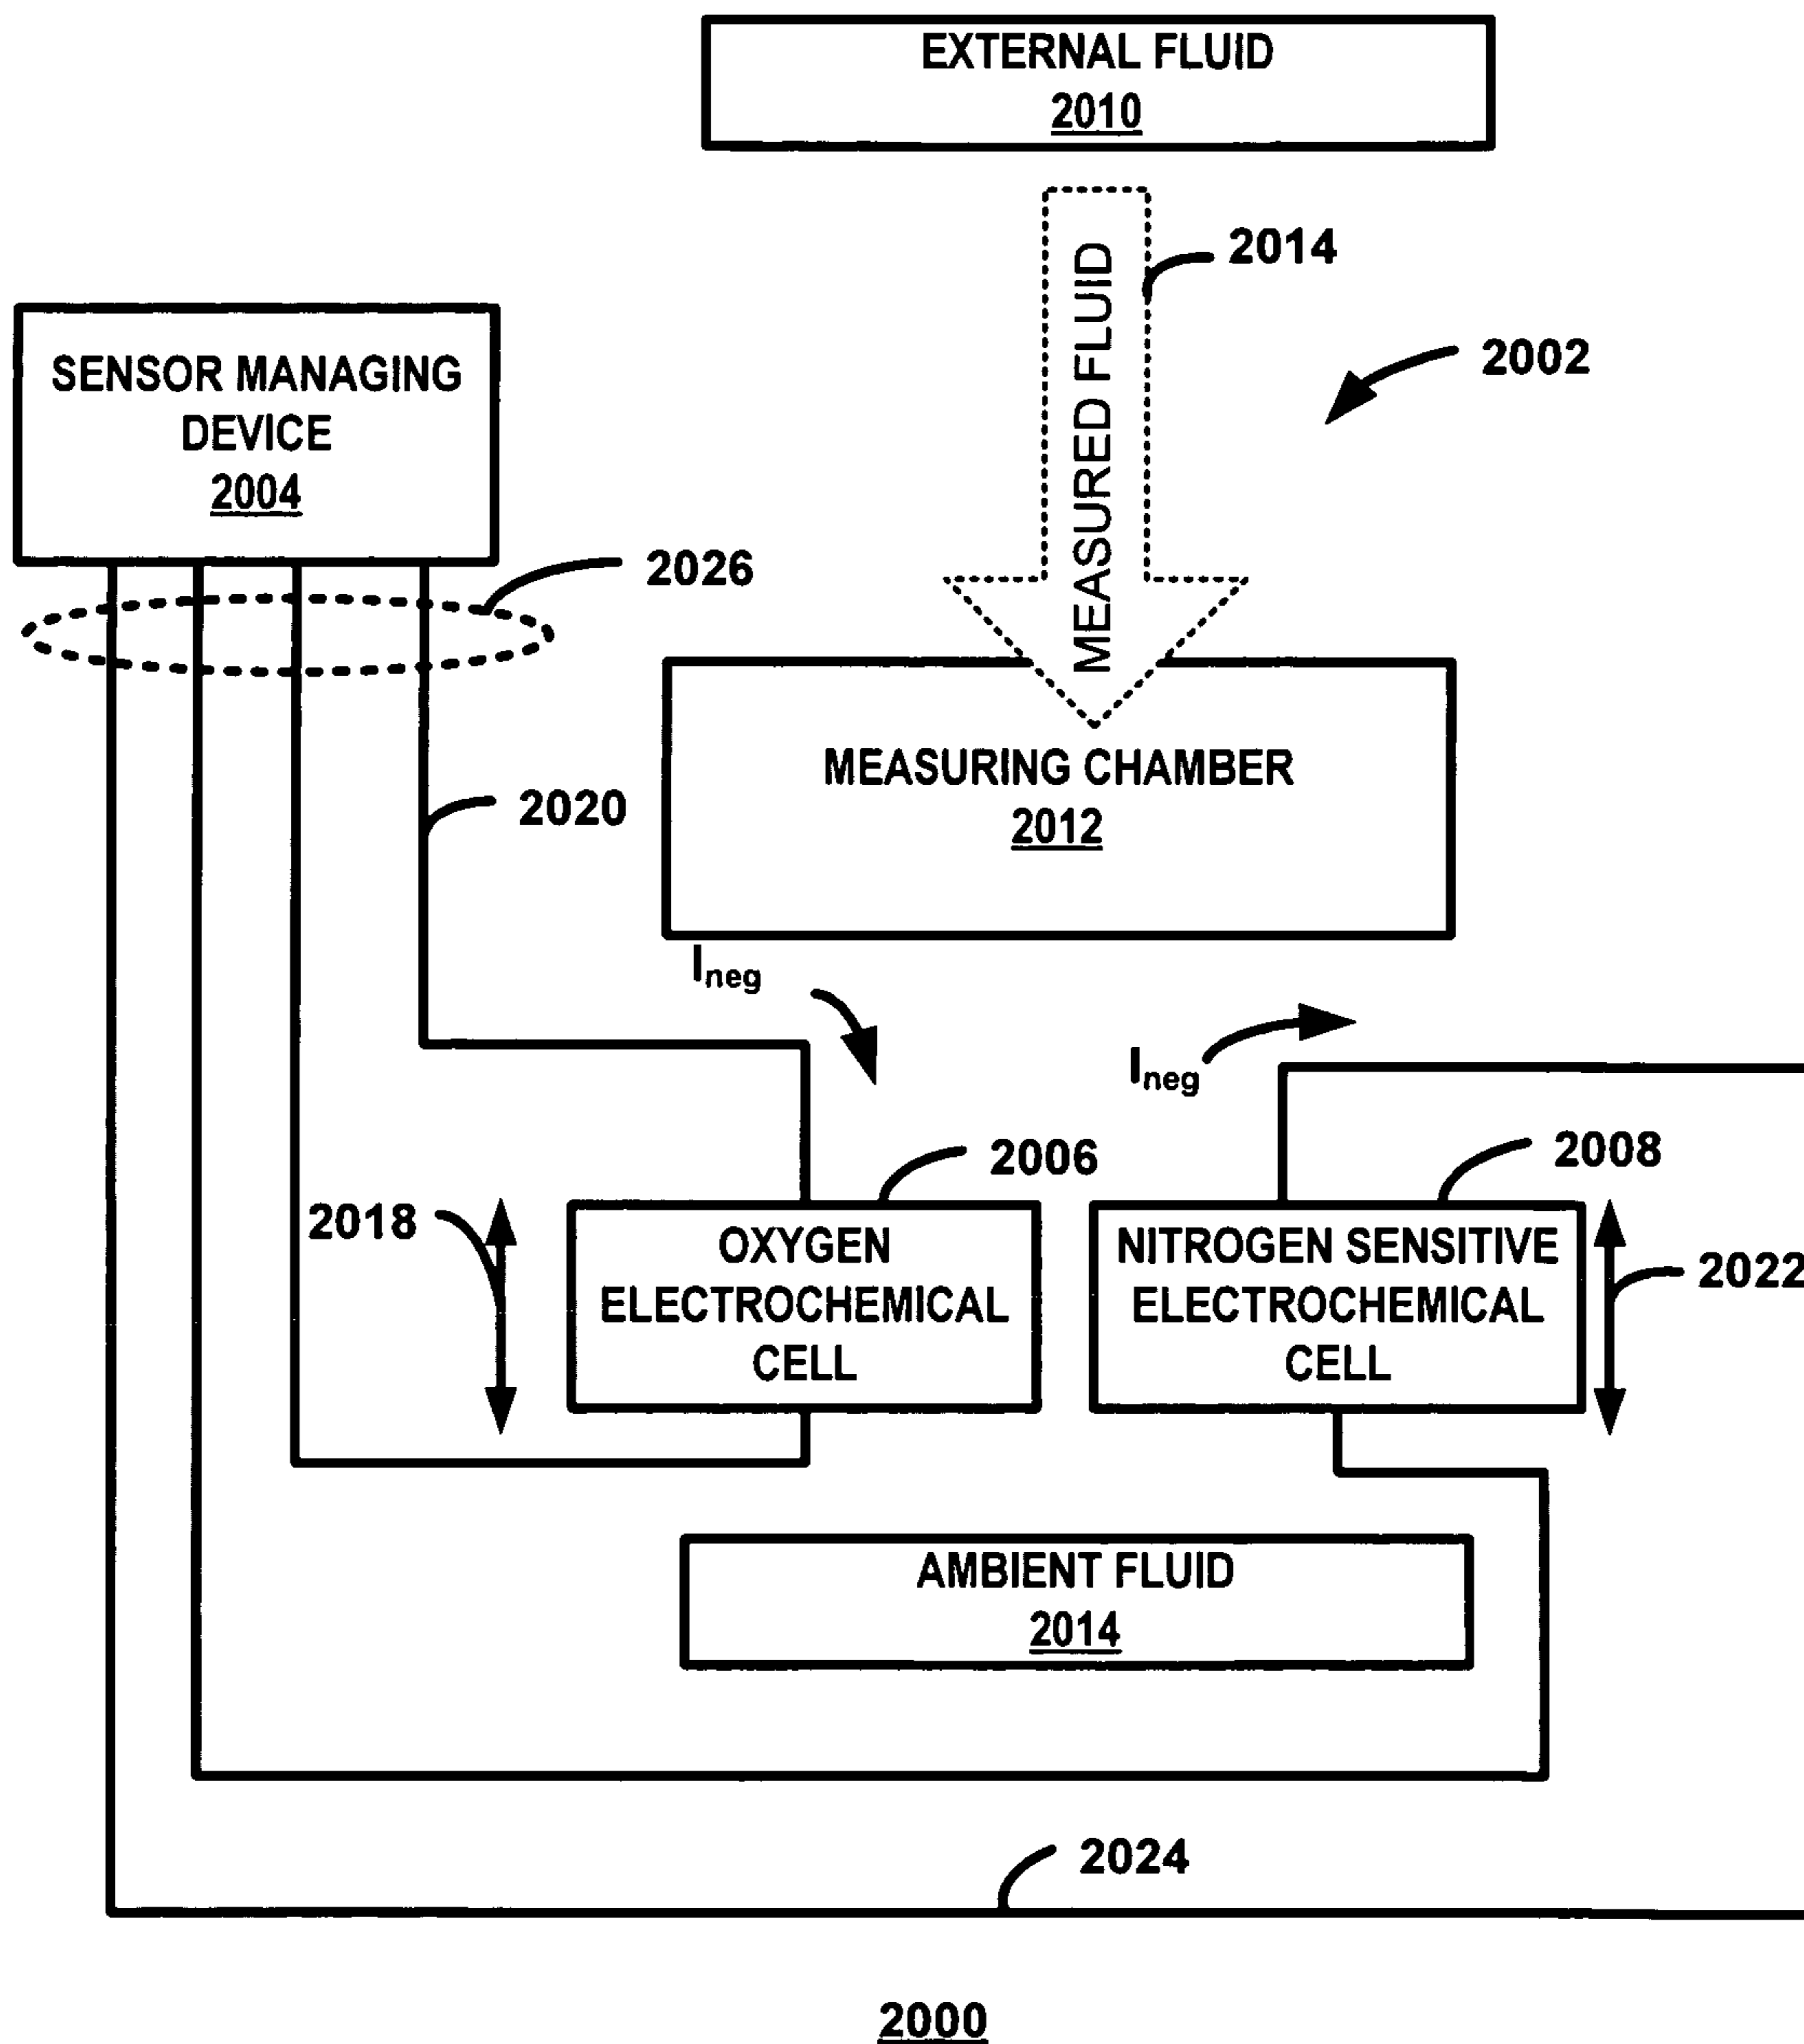 EXTERNAL FLUID
2010
2014
MEASURED FLUID
2002
SENSOR MANAGING
DEVICE
2004
2026
MEASURING CHAMBER
2012
2020
Ineg
Ineg
2006
2008
2018
OXYGEN
ELECTROCHEMICAL
CELL
NITROGEN SENSITIVE
ELECTROCHEMICAL
CELL
2022
AMBIENT FLUID
2014
2024
2000